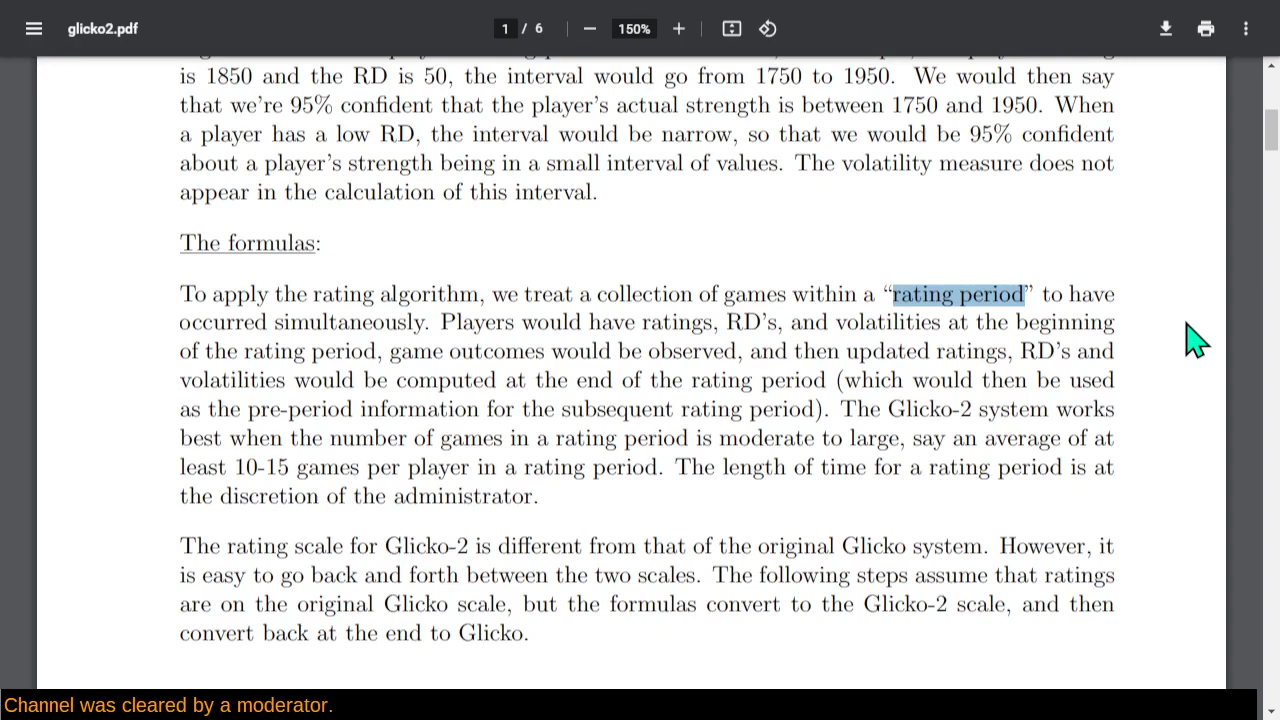 glicko2.pdf
1 / 6
150%
is 1850 and the RD is 50, the interval would go from 1750 to 1950. We would then say
that we're 95% confident that the player's actual strength is between 1750 and 1950. When
a player has a low RD, the interval would be narrow, so that we would be 95% confident
about a player's strength being in a small interval of values. The volatility measure does not
appear in the calculation of this interval.
The formulas:
To apply the rating algorithm, we treat a collection of games within a “rating period” to have
occurred simultaneously. Players would have ratings, RD's, and volatilities at the beginning
of the rating period, game outcomes would be observed, and then updated ratings, RD's and
volatilities would be computed at the end of the rating period (which would then be used
as the pre-period information for the subsequent rating period). The Glicko-2 system works
best when the number of games in a rating period is moderate to large, say an average of at
least 10-15 games per player in a rating period. The length of time for a rating period is at
the discretion of the administrator.
The rating scale for Glicko-2 is different from that of the original Glicko system. However, it
is easy to go back and forth between the two scales. The following steps assume that ratings
are on the original Glicko scale, but the formulas convert to the Glicko-2 scale, and then
convert back at the end to Glicko.
Channel was cleared by a moderator.